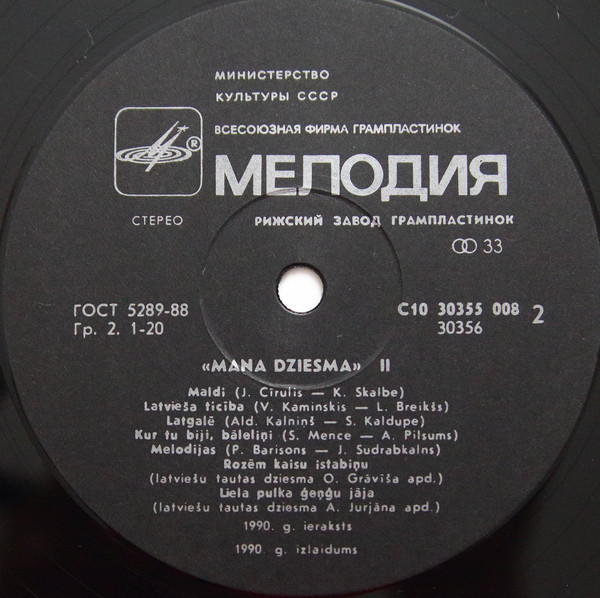 МИНИСТЕРСТВО
КУЛЬТУРЫ СССР
ВСЕСОЮЗНАЯ ФИРМА ГРАМПЛАСТИНОК
®
МЕЛОДИЯ
СТЕРЕО
РИЖСКИЙ ЗАВОД ГРАМПЛАСТИНОК
33
ГОСТ 5289-88
Гр. 2. 1-20
С10 30355 008
30356
2
«MANA DZIESMA» II
Maldi (J. Cīrulis — K. Skalbe)
Latvieša ticība (V. Kaminskis — L. Breikšs)
Latgalē (Ald. Kalniņš — S. Kaldupe)
Kur tu biji, bāleliņi (S. Mence — A. Pilsums)
Melodijas (P. Barisons — J. Sudrabkalns)
Rozēm kaisu istabiņu
(latviešu tautas dziesma O. Grāvīša apd.)
Liela pulka ģenģu jāja
(latviešu tautas dziesma A. Jurjāna apd.)
1990. g. ieraksts
1990. g. izlaidums